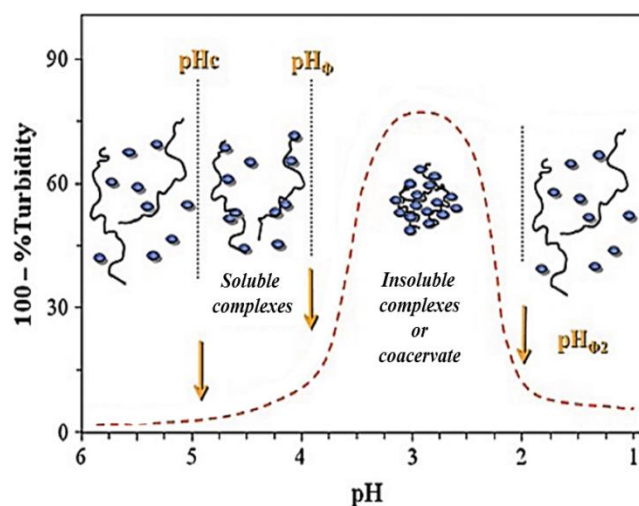 90
pHc
pHΦ
60
100 – %Turbidity
Soluble
complexes
Insoluble
complexes
or
coacervate
pHΦ2
30
0
6 5 4 3 2 1
pH